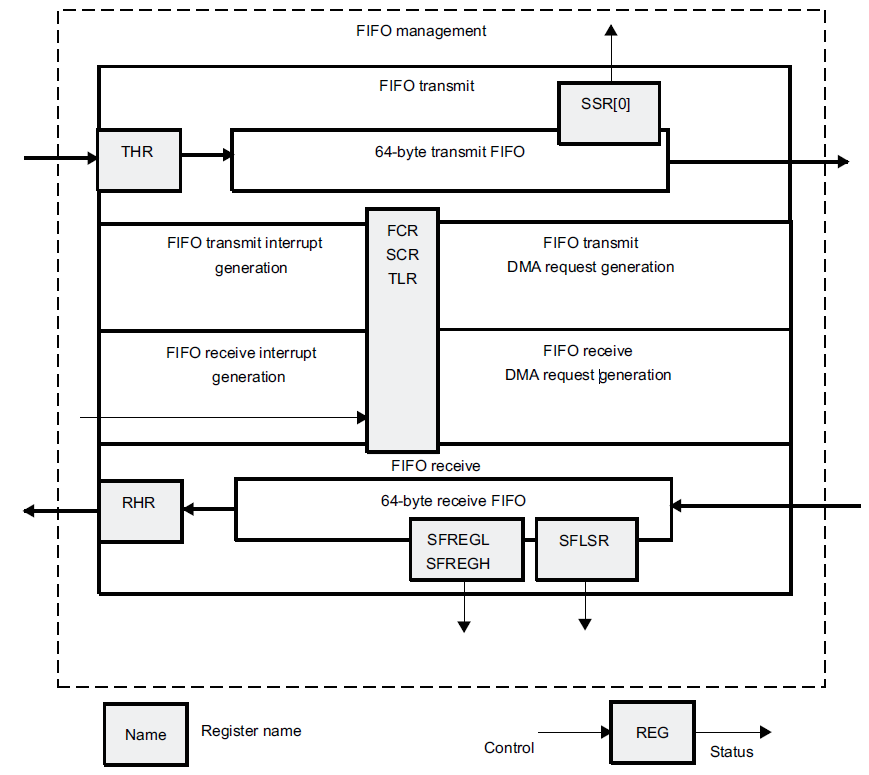 FIFO management
FIFO transmit
SSR[0]
THR
64-byte transmit FIFO
FIFO transmit interrupt
generation
FCR
SCR
TLR
FIFO transmit
DMA request generation
FIFO receive interrupt
generation
FIFO receive
DMA request generation
FIFO receive
RHR
64-byte receive FIFO
SFREGL
SFREGH
SFLSR
Name
Register name
Control
REG
Status